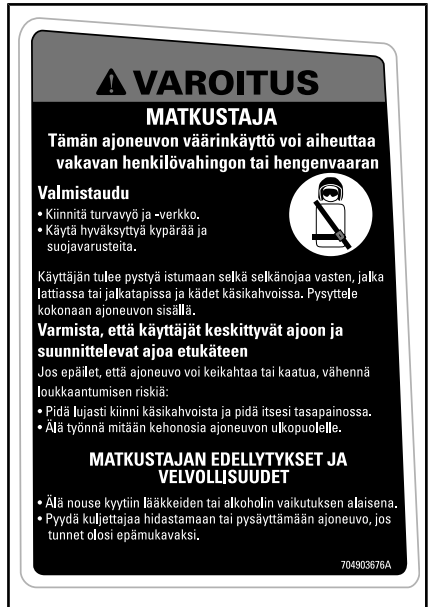 VAROITUS
MATKUSTAJA
Tämän ajoneuvon väärinkäyttö voi aiheuttaa
vakavan henkilövahingon tai hengenvaaran
Valmistaudu
• Kiinnitä turvavyö ja -verkko.
• Käytä hyväksyttyä kypärää ja
suojavarusteita.
Käyttäjän tulee pystyä istumaan selkä selkänojaa vasten, jalka
lattiassa tai jalkatapissa ja kädet käsikahvoissa. Pysyttele
kokonaan ajoneuvon sisällä.
Varmista, että käyttäjät keskittyvät ajoon ja
suunnittelevat ajoa etukäteen
Jos epäilet, että ajoneuvo voi keikahtaa tai kaatua, vähennä
loukkaantumisen riskiä:
• Pidä lujasti kiinni käsikahvoista ja pidä itsesi tasapainossa.
• Älä työnnä mitään kehonosia ajoneuvon ulkopuolelle.
MATKUSTAJAN EDELLYTYKSET JA
VELVOLLISUUDET
• Älä nouse kyytiin lääkkeiden tai alkoholin vaikutuksen alaisena.
• Pyydä kuljettajaa hidastamaan tai pysäyttämään ajoneuvo, jos
tunnet olosi epämukavaksi.
704903676A